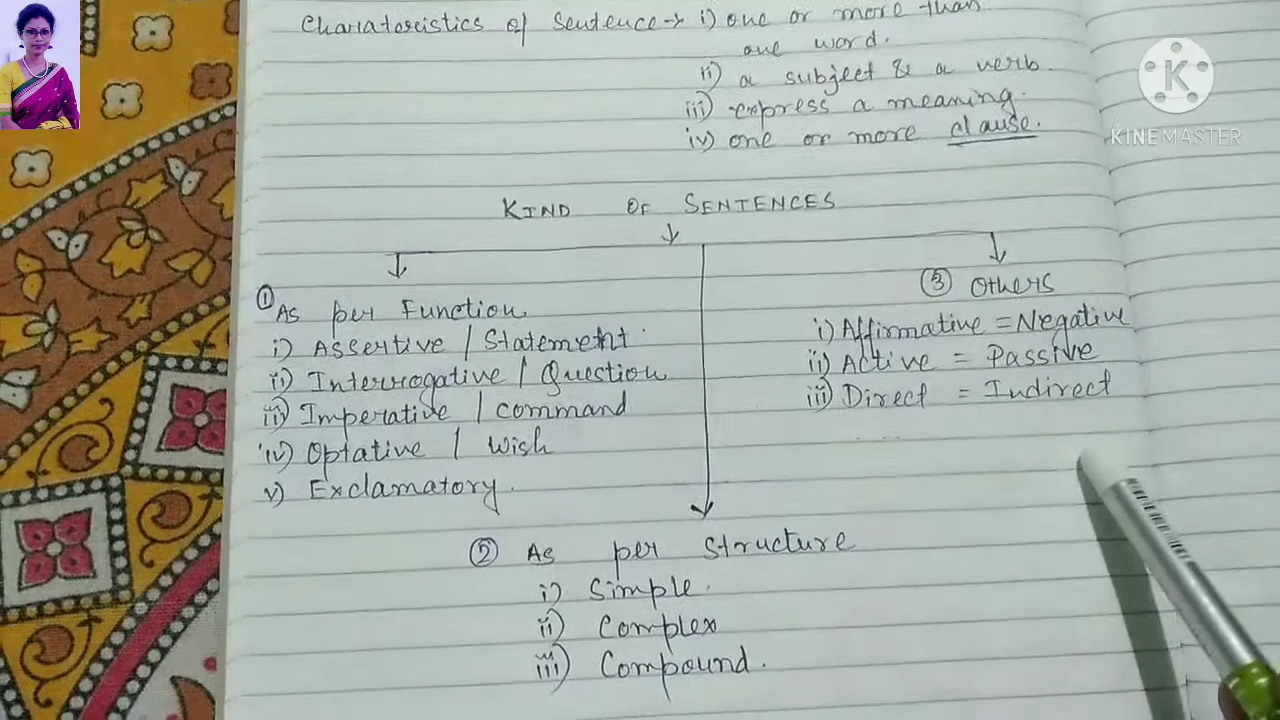 Chariatoristics of Sentence → i) one or more than
one word.
ii) a subject & a verb.
iii) express a meaning.
iv) one or more clause.
KINEMASTER
KIND OF SENTENCES
① As per Function
i) Assertive / Statement
ii) Interrogative / Question
iii) Imperative / command
iv) Optative / Wish
v) Exclamatory.
③ Others
i) Affirmative = Negative
ii) Active = Passive
iii) Direct = Indirect
② As per Structure
i) Simple.
ii) Complex
iii) Compound.